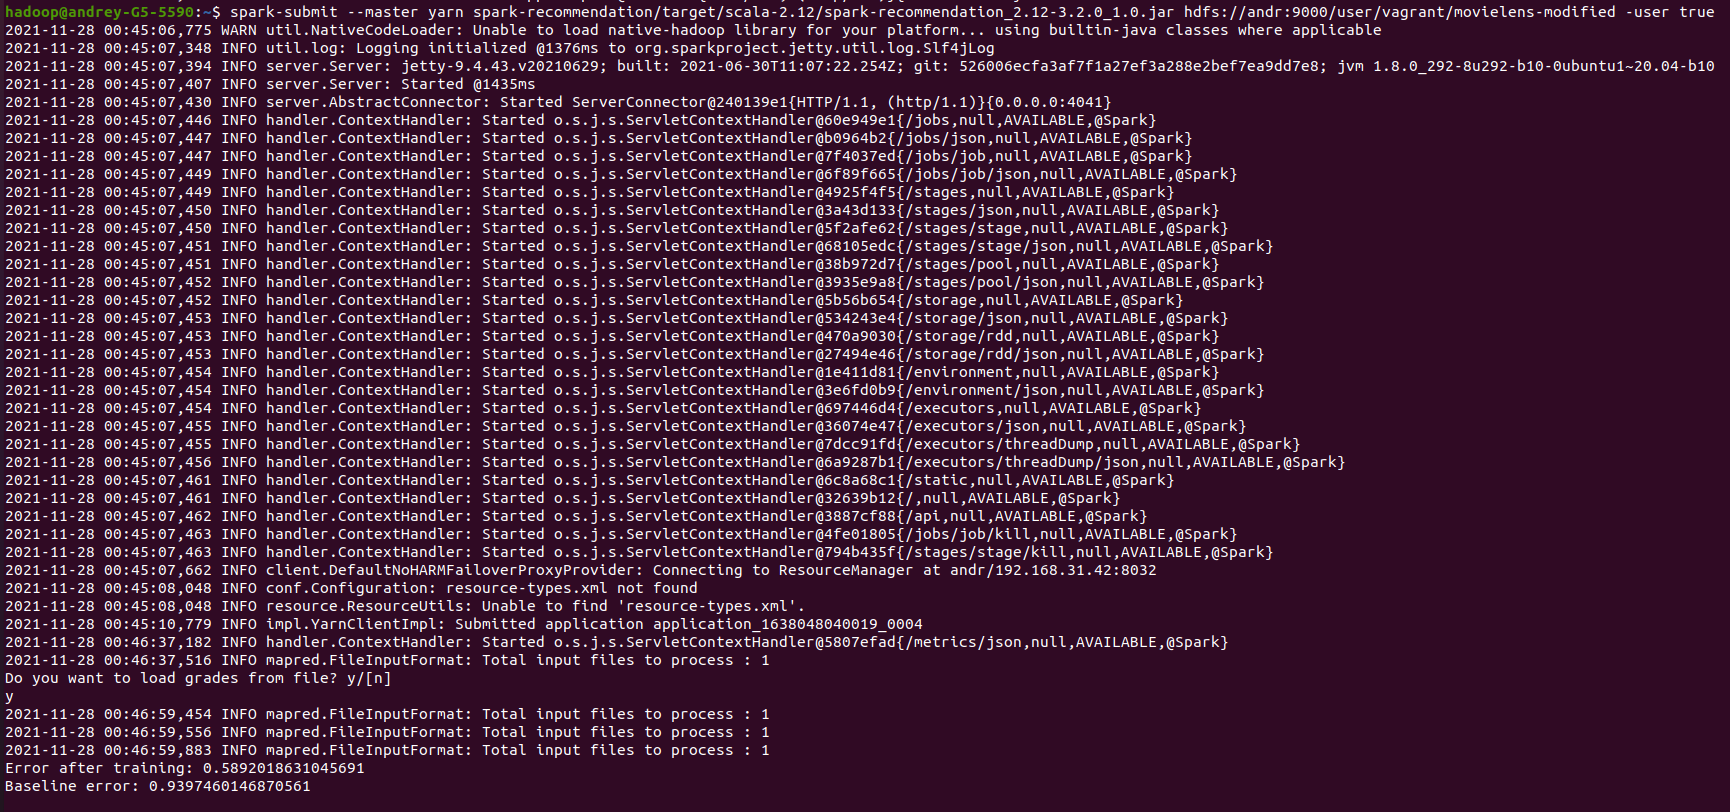 hadoop@andrey-G5-5590:~$ spark-submit --master yarn spark-recommendation/target/scala-2.12/spark-recommendation_2.12-3.2.0_1.0.jar hdfs://andr:9000/user/vagrant/movielens-modified -user true
2021-11-28 00:45:06,775 WARN util.NativeCodeLoader: Unable to load native-hadoop library for your platform... using builtin-java classes where applicable
2021-11-28 00:45:07,348 INFO util.log: Logging initialized @1376ms to org.sparkproject.jetty.util.log.Slf4jLog
2021-11-28 00:45:07,394 INFO server.Server: jetty-9.4.43.v20210629; built: 2021-06-30T11:07:22.254Z; git: 526006ecfa3af7f1a27ef3a288e2bef7ea9dd7e8; jvm 1.8.0_292-8u292-b10-0ubuntu1~20.04-b10
2021-11-28 00:45:07,407 INFO server.Server: Started @1435ms
2021-11-28 00:45:07,430 INFO server.AbstractConnector: Started ServerConnector@240139e1{HTTP/1.1, (http/1.1)}{0.0.0.0:4041}
2021-11-28 00:45:07,446 INFO handler.ContextHandler: Started o.s.j.s.ServletContextHandler@60e949e1{/jobs,null,AVAILABLE,@Spark}
2021-11-28 00:45:07,447 INFO handler.ContextHandler: Started o.s.j.s.ServletContextHandler@b0964b2{/jobs/json,null,AVAILABLE,@Spark}
2021-11-28 00:45:07,447 INFO handler.ContextHandler: Started o.s.j.s.ServletContextHandler@7f4037ed{/jobs/job,null,AVAILABLE,@Spark}
2021-11-28 00:45:07,449 INFO handler.ContextHandler: Started o.s.j.s.ServletContextHandler@6f89f665{/jobs/job/json,null,AVAILABLE,@Spark}
2021-11-28 00:45:07,449 INFO handler.ContextHandler: Started o.s.j.s.ServletContextHandler@4925f4f5{/stages,null,AVAILABLE,@Spark}
2021-11-28 00:45:07,450 INFO handler.ContextHandler: Started o.s.j.s.ServletContextHandler@3a43d133{/stages/json,null,AVAILABLE,@Spark}
2021-11-28 00:45:07,450 INFO handler.ContextHandler: Started o.s.j.s.ServletContextHandler@5f2afe62{/stages/stage,null,AVAILABLE,@Spark}
2021-11-28 00:45:07,451 INFO handler.ContextHandler: Started o.s.j.s.ServletContextHandler@68105edc{/stages/stage/json,null,AVAILABLE,@Spark}
2021-11-28 00:45:07,451 INFO handler.ContextHandler: Started o.s.j.s.ServletContextHandler@38b972d7{/stages/pool,null,AVAILABLE,@Spark}
2021-11-28 00:45:07,452 INFO handler.ContextHandler: Started o.s.j.s.ServletContextHandler@3935e9a8{/stages/pool/json,null,AVAILABLE,@Spark}
2021-11-28 00:45:07,452 INFO handler.ContextHandler: Started o.s.j.s.ServletContextHandler@5b56b654{/storage,null,AVAILABLE,@Spark}
2021-11-28 00:45:07,453 INFO handler.ContextHandler: Started o.s.j.s.ServletContextHandler@534243e4{/storage/json,null,AVAILABLE,@Spark}
2021-11-28 00:45:07,453 INFO handler.ContextHandler: Started o.s.j.s.ServletContextHandler@470a9030{/storage/rdd,null,AVAILABLE,@Spark}
2021-11-28 00:45:07,453 INFO handler.ContextHandler: Started o.s.j.s.ServletContextHandler@27494e46{/storage/rdd/json,null,AVAILABLE,@Spark}
2021-11-28 00:45:07,454 INFO handler.ContextHandler: Started o.s.j.s.ServletContextHandler@1e411d81{/environment,null,AVAILABLE,@Spark}
2021-11-28 00:45:07,454 INFO handler.ContextHandler: Started o.s.j.s.ServletContextHandler@3e6fd0b9{/environment/json,null,AVAILABLE,@Spark}
2021-11-28 00:45:07,454 INFO handler.ContextHandler: Started o.s.j.s.ServletContextHandler@697446d4{/executors,null,AVAILABLE,@Spark}
2021-11-28 00:45:07,455 INFO handler.ContextHandler: Started o.s.j.s.ServletContextHandler@36074e47{/executors/json,null,AVAILABLE,@Spark}
2021-11-28 00:45:07,455 INFO handler.ContextHandler: Started o.s.j.s.ServletContextHandler@7dcc91fd{/executors/threadDump,null,AVAILABLE,@Spark}
2021-11-28 00:45:07,456 INFO handler.ContextHandler: Started o.s.j.s.ServletContextHandler@6a9287b1{/executors/threadDump/json,null,AVAILABLE,@Spark}
2021-11-28 00:45:07,461 INFO handler.ContextHandler: Started o.s.j.s.ServletContextHandler@6c8a68c1{/static,null,AVAILABLE,@Spark}
2021-11-28 00:45:07,461 INFO handler.ContextHandler: Started o.s.j.s.ServletContextHandler@32639b12{/,null,AVAILABLE,@Spark}
2021-11-28 00:45:07,462 INFO handler.ContextHandler: Started o.s.j.s.ServletContextHandler@3887cf88{/api,null,AVAILABLE,@Spark}
2021-11-28 00:45:07,463 INFO handler.ContextHandler: Started o.s.j.s.ServletContextHandler@4fe01805{/jobs/job/kill,null,AVAILABLE,@Spark}
2021-11-28 00:45:07,463 INFO handler.ContextHandler: Started o.s.j.s.ServletContextHandler@794b435f{/stages/stage/kill,null,AVAILABLE,@Spark}
2021-11-28 00:45:07,662 INFO client.DefaultNoHARMFailoverProxyProvider: Connecting to ResourceManager at andr/192.168.31.42:8032
2021-11-28 00:45:08,048 INFO conf.Configuration: resource-types.xml not found
2021-11-28 00:45:08,048 INFO resource.ResourceUtils: Unable to find 'resource-types.xml'.
2021-11-28 00:45:10,779 INFO impl.YarnClientImpl: Submitted application application_1638048040019_0004
2021-11-28 00:46:37,182 INFO handler.ContextHandler: Started o.s.j.s.ServletContextHandler@5807efad{/metrics/json,null,AVAILABLE,@Spark}
2021-11-28 00:46:37,516 INFO mapred.FileInputFormat: Total input files to process : 1
Do you want to load grades from file? y/[n]
y
2021-11-28 00:46:59,454 INFO mapred.FileInputFormat: Total input files to process : 1
2021-11-28 00:46:59,556 INFO mapred.FileInputFormat: Total input files to process : 1
2021-11-28 00:46:59,883 INFO mapred.FileInputFormat: Total input files to process : 1
Error after training: 0.5892018631045691
Baseline error: 0.9397460146870561